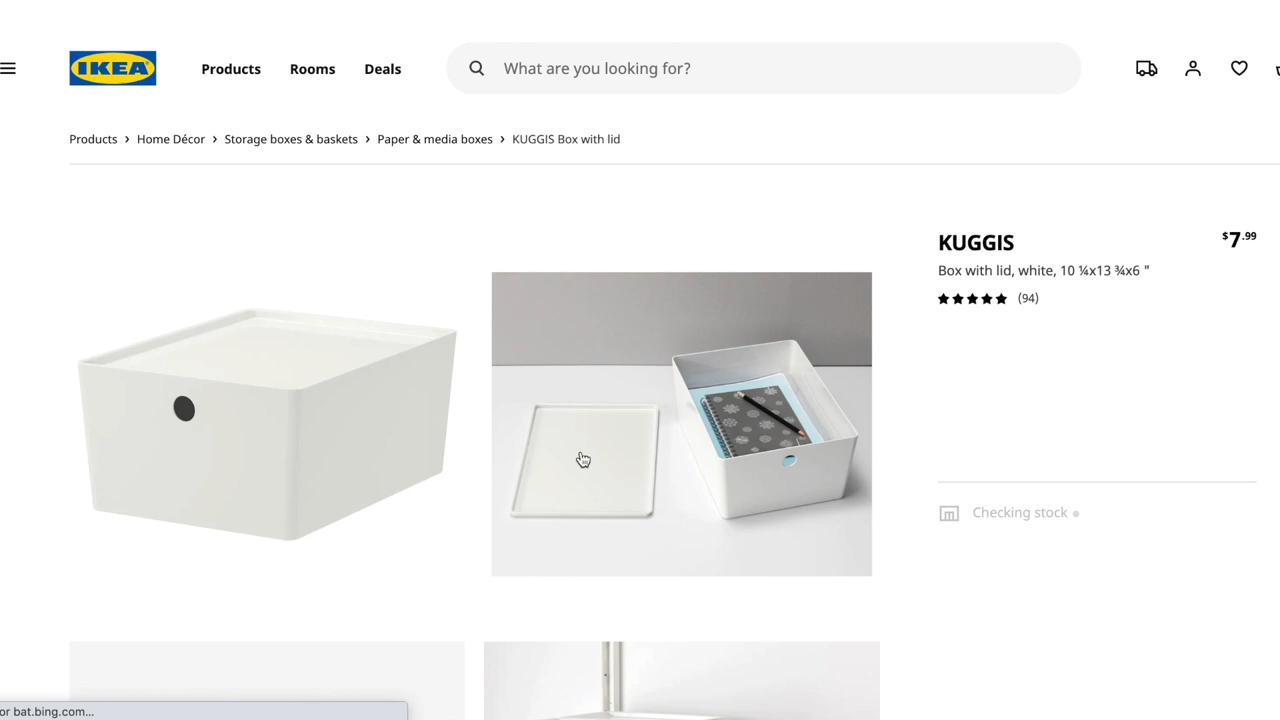 IKEA
Products
Rooms
Deals
What are you looking for?
Products › Home Décor › Storage boxes & baskets › Paper & media boxes › KUGGIS Box with lid
KUGGIS
$7.99
Box with lid, white, 10 ¼x13 ¾x6 "
(94)
Checking stock
or bat.bing.com...